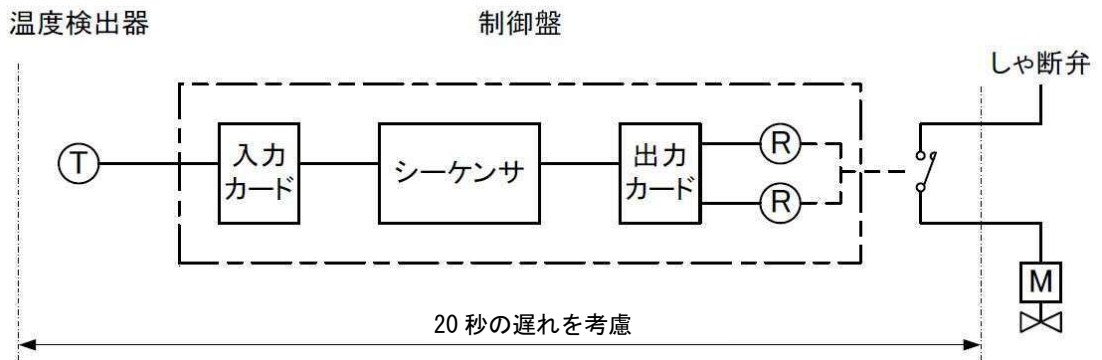 温度検出器
制御盤
しゃ断弁
T
入力
カード
シーケンサ
出力
カード
R
R
M
20 秒の遅れを考慮